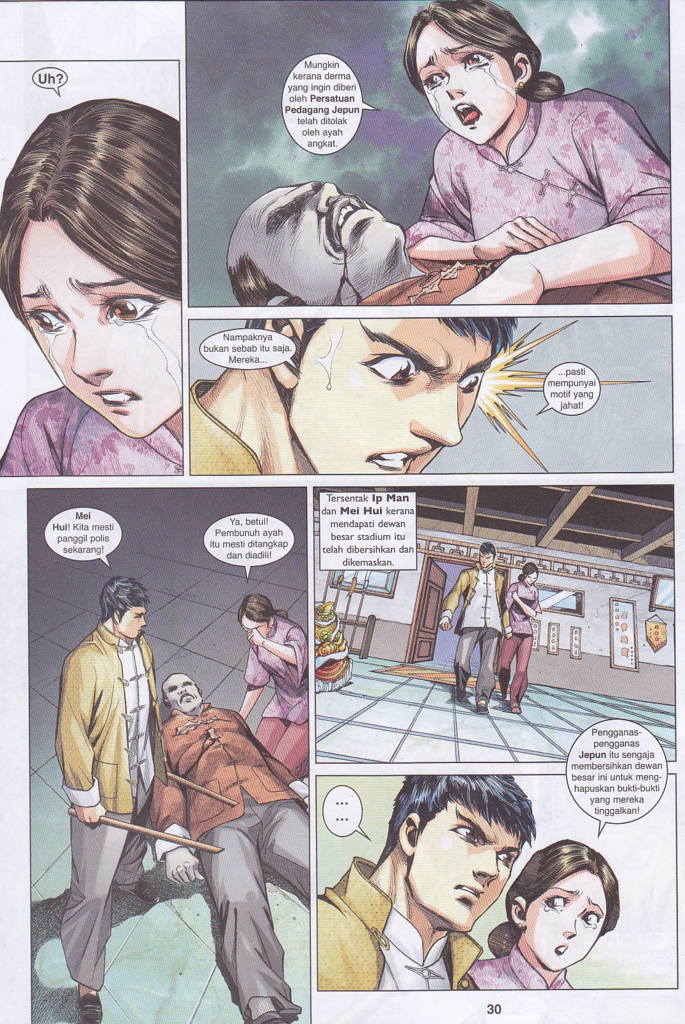 Mungkin
kerana derma
yang ingin diberi
oleh Persatuan
Pedagang Jepun
telah ditolak
oleh ayah
angkat.
Uh?
Nampaknya
bukan sebab itu saja.
Mereka...
...pasti
mempunyai
motif yang
jahat!
Mei
Hui! Kita mesti
panggil polis
sekarang!
Ya, betul!
Pembunuh ayah
itu mesti ditangkap
dan diadili!
Tersentak Ip Man
dan Mei Hui kerana
mendapati dewan
besar stadium itu
telah dibersihkan dan
dikemaskan.
Pengganas-
pengganas
Jepun itu sengaja
membersihkan dewan
besar ini untuk meng-
hapuskan bukti-bukti
yang mereka
tinggalkan!
...
...
30